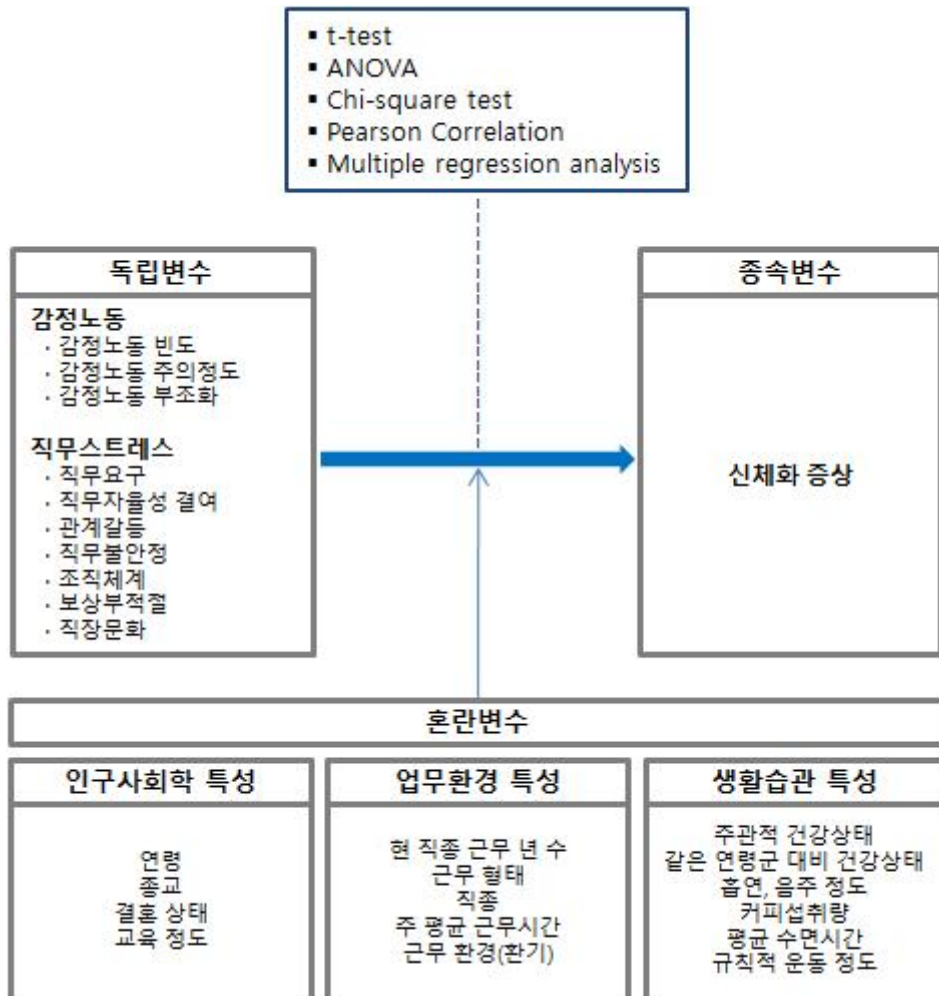 ▪ t-test
▪ ANOVA
▪ Chi-square test
▪ Pearson Correlation
▪ Multiple regression analysis
독립변수
감정노동
· 감정노동 빈도
· 감정노동 주의정도
· 감정노동 부조화
직무스트레스
· 직무요구
· 직무자율성 결여
· 관계갈등
· 직무불안정
· 조직체계
· 보상부적절
· 직장문화
종속변수
신체화 증상
혼란변수
인구사회학 특성
연령
종교
결혼 상태
교육 정도
업무환경 특성
현 직종 근무 년 수
근무 형태
직종
주 평균 근무시간
근무 환경(환기)
생활습관 특성
주관적 건강상태
같은 연령군 대비 건강상태
흡연, 음주 정도
커피섭취량
평균 수면시간
규칙적 운동 정도